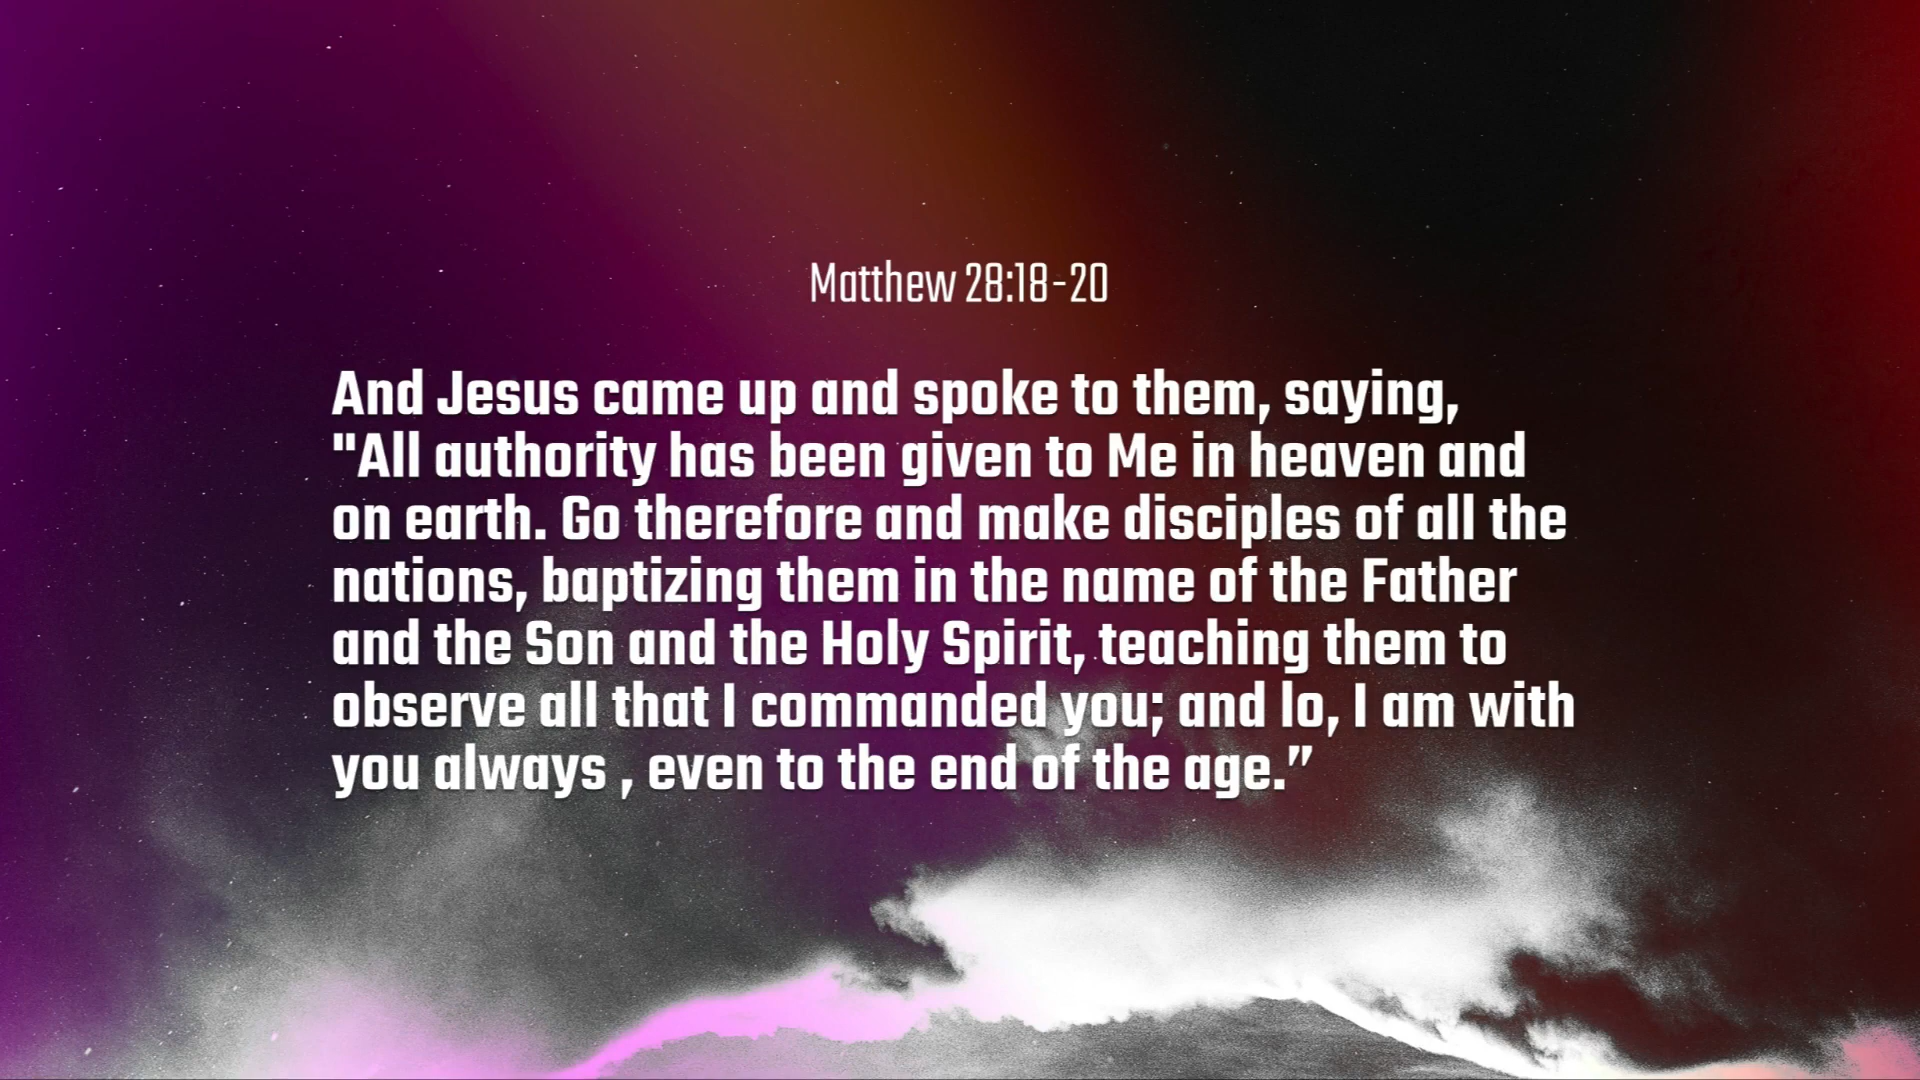 Matthew 28:18-20
And Jesus came up and spoke to them, saying,
"All authority has been given to Me in heaven and
on earth. Go therefore and make disciples of all the
nations, baptizing them in the name of the Father
and the Son and the Holy Spirit, teaching them to
observe all that I commanded you; and lo, I am with
you always , even to the end of the age.”